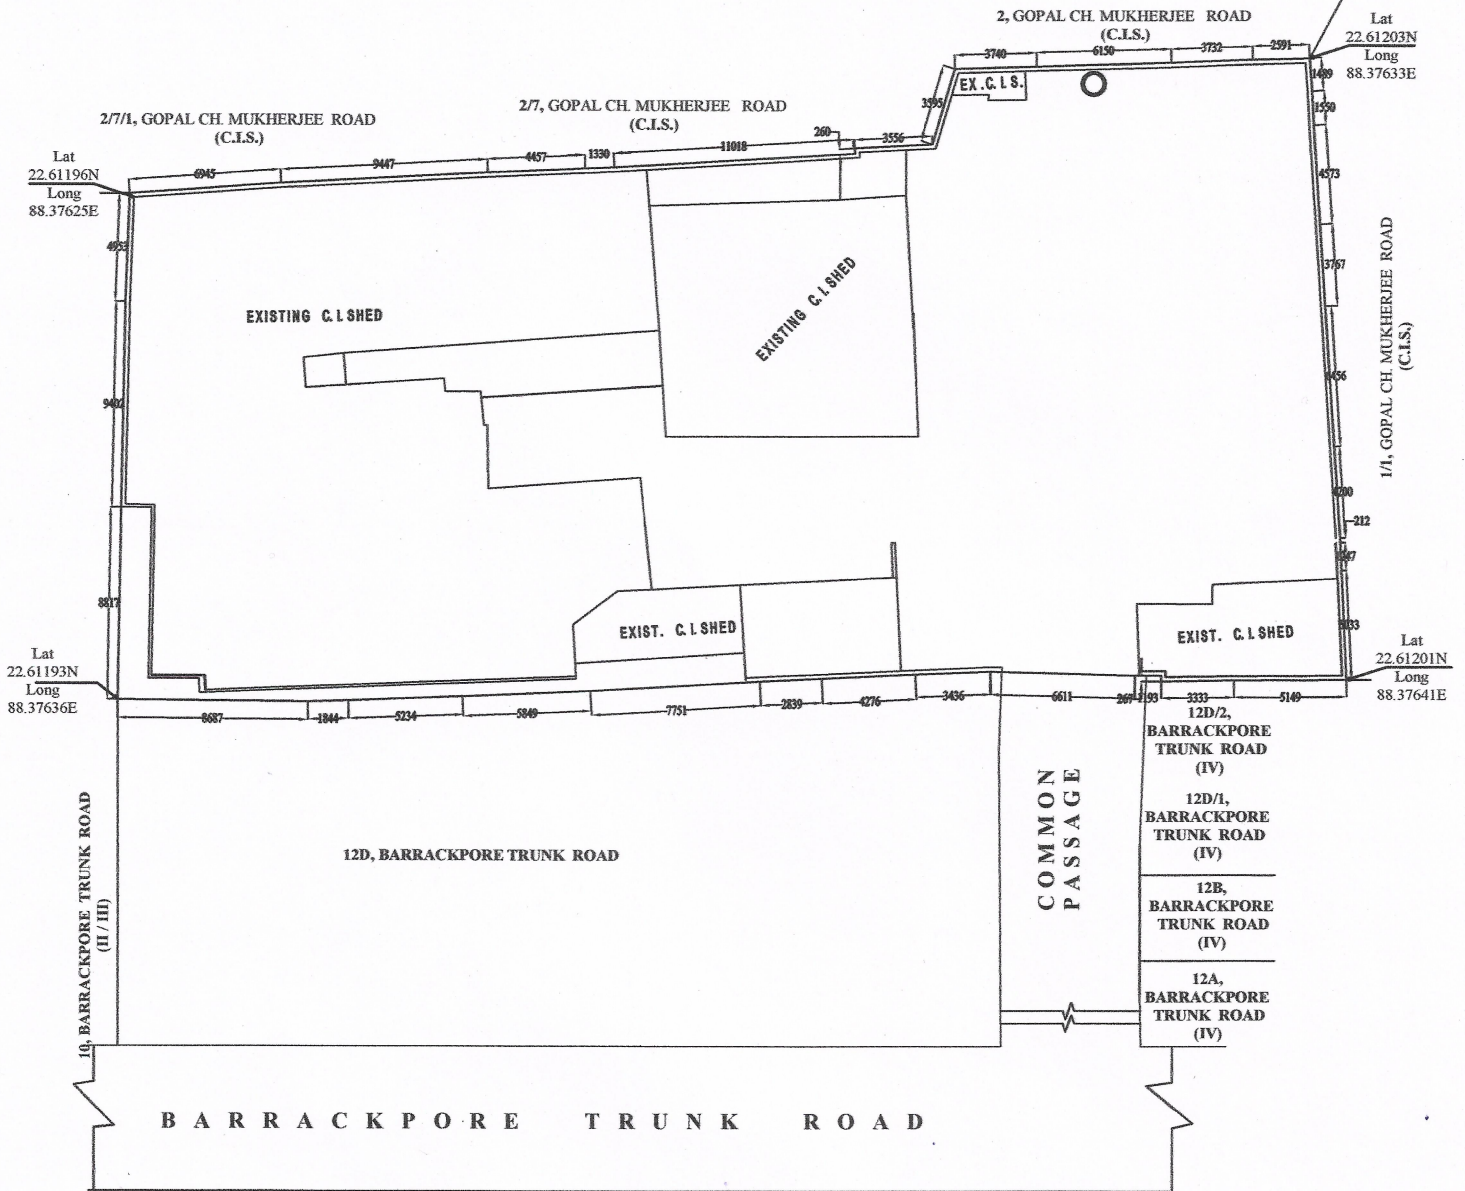 2, GOPAL CH. MUKHERJEE ROAD
(C.I.S.)
Lat
22.61203N
Long
88.37633E
3740
6150
3732
2591
EX.C.I.S.
3595
1489
1550
4573
3767
2/7/1, GOPAL CH. MUKHERJEE ROAD
(C.I.S.)
2/7, GOPAL CH. MUKHERJEE ROAD
(C.I.S.)
Lat
22.61196N
Long
88.37625E
6945
9447
4457
1330
11018
260
3556
4953
9402
8817
EXISTING C.I.SHED
EXISTING C.I.SHED
1/1, GOPAL CH. MUKHERJEE ROAD
(C.I.S.)
212
EXIST. C.I.SHED
EXIST. C.I.SHED
Lat
22.61193N
Long
88.37636E
Lat
22.61201N
Long
88.37641E
8687
1844
5234
5849
7751
2839
4276
3436
6611
267
1193
3333
5149
12D/2,
BARRACKPORE
TRUNK ROAD
(IV)
12D/1,
BARRACKPORE
TRUNK ROAD
(IV)
12B,
BARRACKPORE
TRUNK ROAD
(IV)
12A,
BARRACKPORE
TRUNK ROAD
(IV)
COMMON
PASSAGE
12D, BARRACKPORE TRUNK ROAD
10, BARRACKPORE TRUNK ROAD
(II / III)
BARRACKPORE TRUNK ROAD